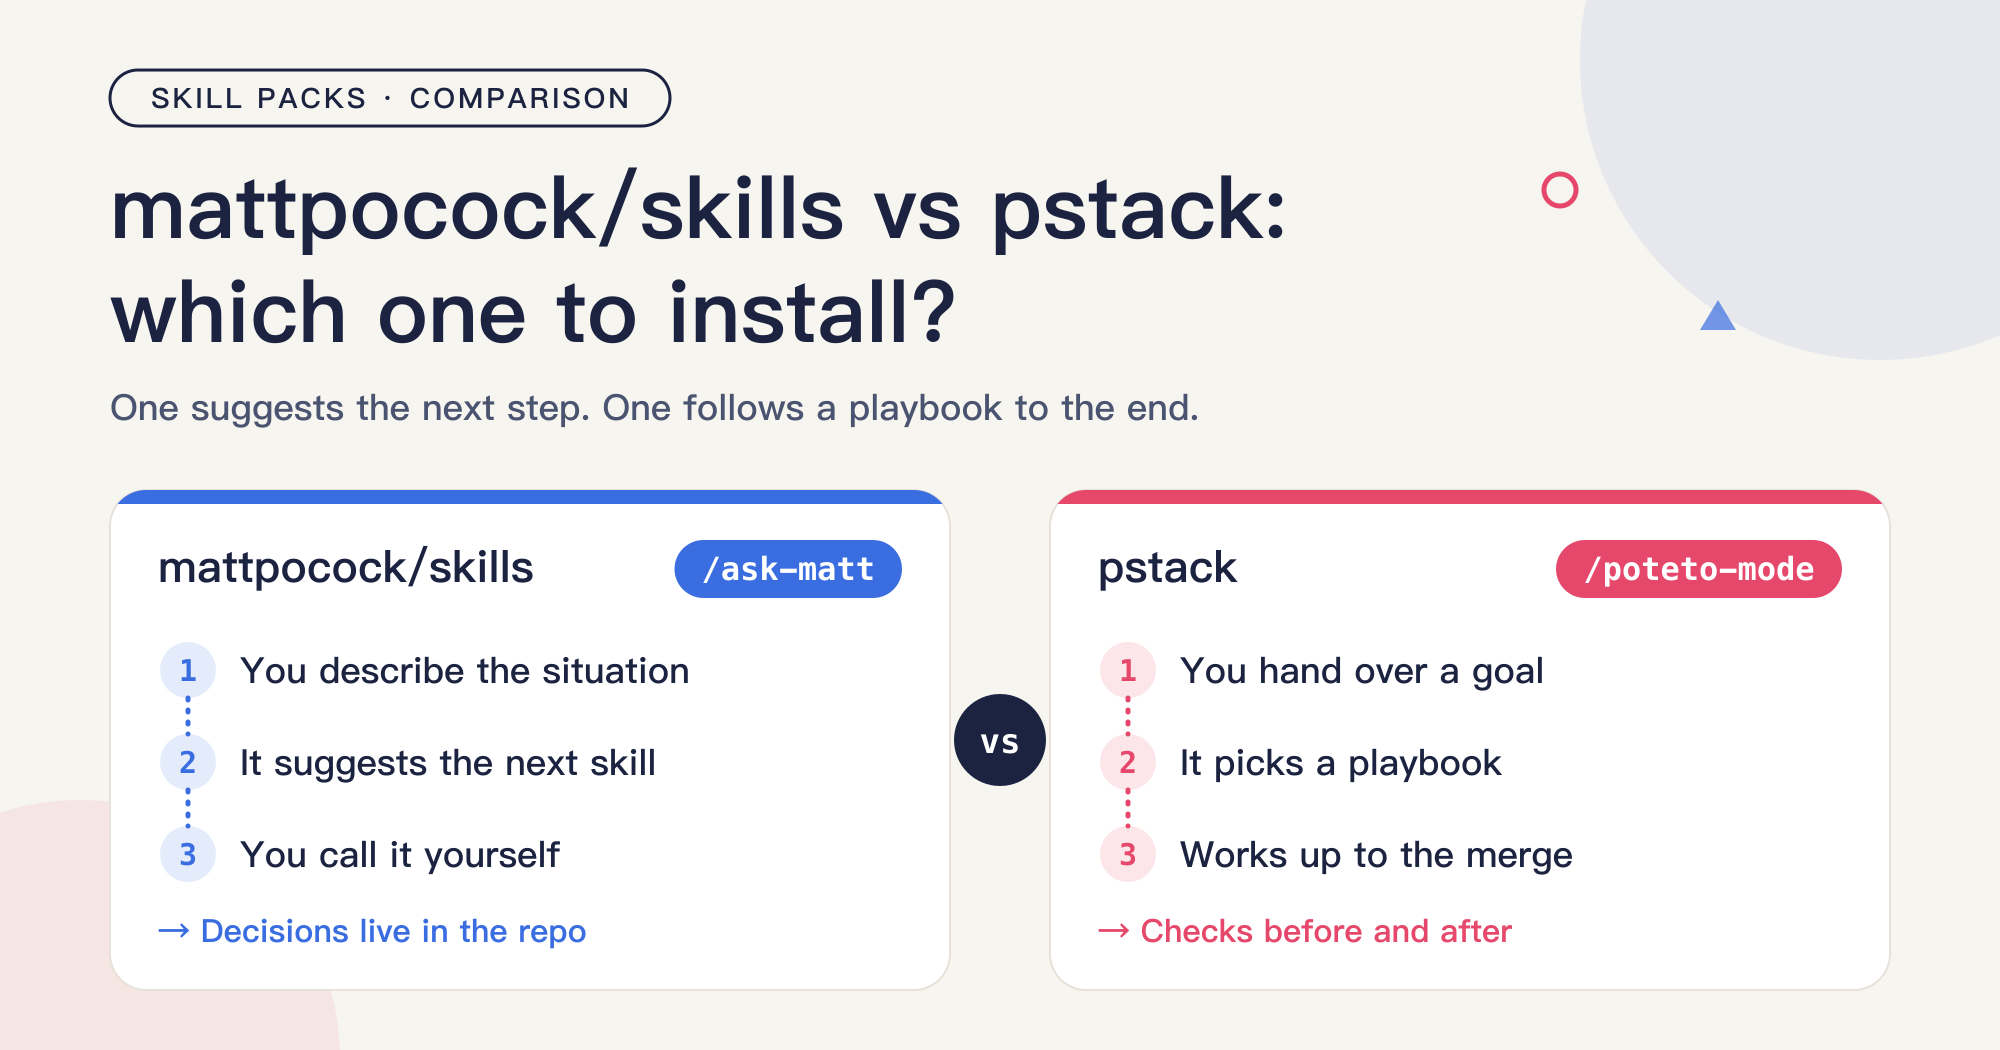 SKILL PACKS · COMPARISON
mattpocock/skills vs pstack:
which one to install?
One suggests the next step. One follows a playbook to the end.
mattpocock/skills
/ask-matt
1 You describe the situation
2 It suggests the next skill
3 You call it yourself
→ Decisions live in the repo
vs
pstack
/poteto-mode
1 You hand over a goal
2 It picks a playbook
3 Works up to the merge
→ Checks before and after